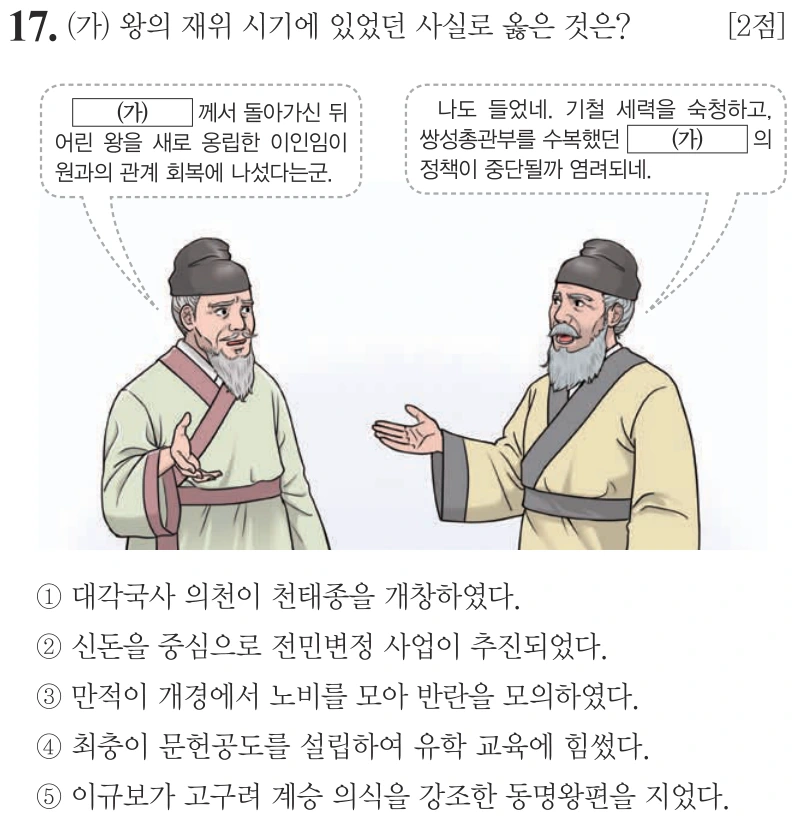 17. (가) 왕의 재위 시기에 있었던 사실로 옳은 것은? [2점]
(가) 께서 돌아가신 뒤
어린 왕을 새로 옹립한 이인임이
원과의 관계 회복에 나섰다는군.
나도 들었네. 기철 세력을 숙청하고,
쌍성총관부를 수복했던 (가) 의
정책이 중단될까 염려되네.
① 대각국사 의천이 천태종을 개창하였다.
② 신돈을 중심으로 전민변정 사업이 추진되었다.
③ 만적이 개경에서 노비를 모아 반란을 모의하였다.
④ 최충이 문헌공도를 설립하여 유학 교육에 힘썼다.
⑤ 이규보가 고구려 계승 의식을 강조한 동명왕편을 지었다.